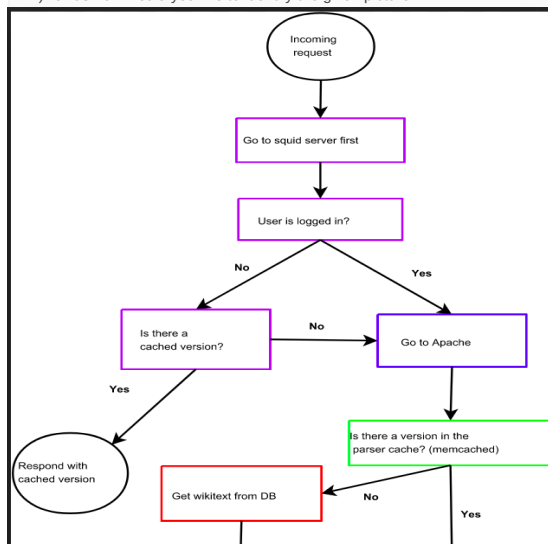 Incoming
request
Go to squid server first
User is logged in?
No
Yes
Is there a
cached version?
No
Go to Apache
Yes
Is there a version in the
parser cache? (memcached)
Respond with
cached version
Get wikitext from DB
No
Yes